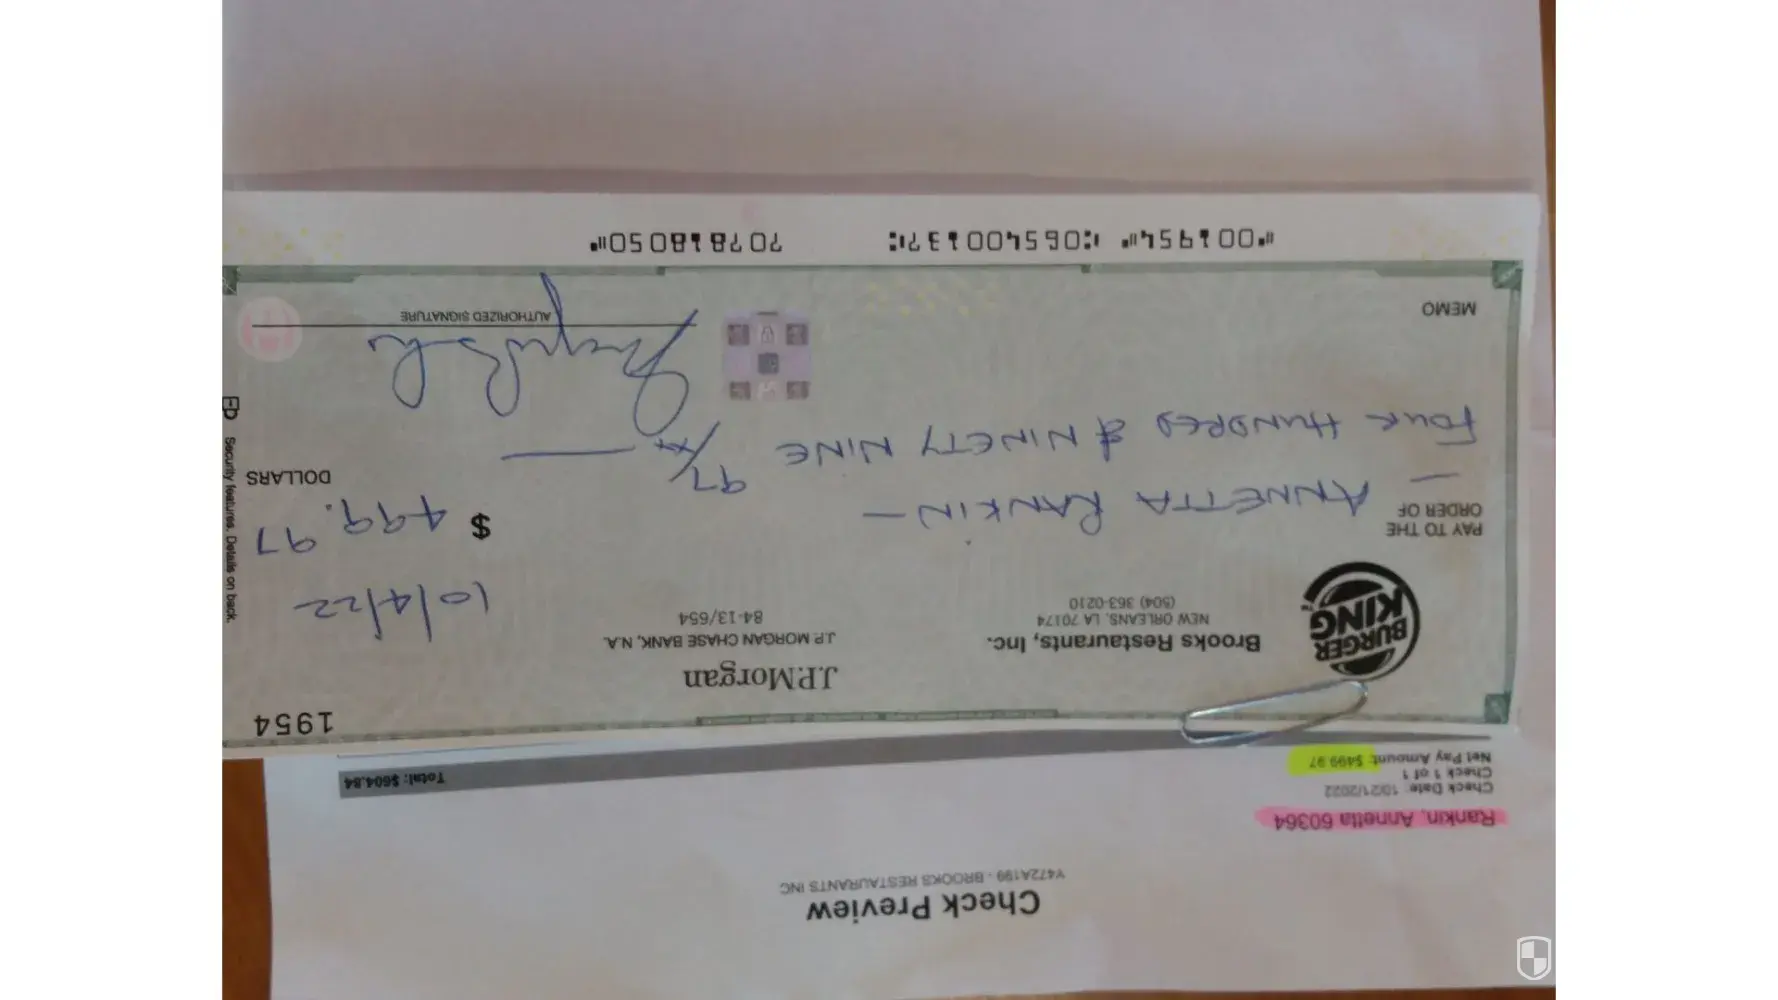 Check Preview
Y472A199 - BROOKS RESTAURANTS INC
Rankin, Annetta 60364
Check Date: 10/21/2022
Check 1 of 1
Net Pay Amount: $499.97
Total: $604.84
1954
BURGER
KING
Brooks Restaurants, Inc.
NEW ORLEANS, LA 70174
(504) 363-0210
J.P.Morgan
J.P. MORGAN CHASE BANK, N.A.
84-13/654
10/4/22
PAY TO THE
ORDER OF
ANNETTA RANKIN -
$ 499.97
FOUR HUNDRED & NINETY NINE 97/xx
DOLLARS
Security features. Details on back.
MEMO
AUTHORIZED SIGNATURE
⑈001954⑈ ⑆065400137⑆ 707818050⑈